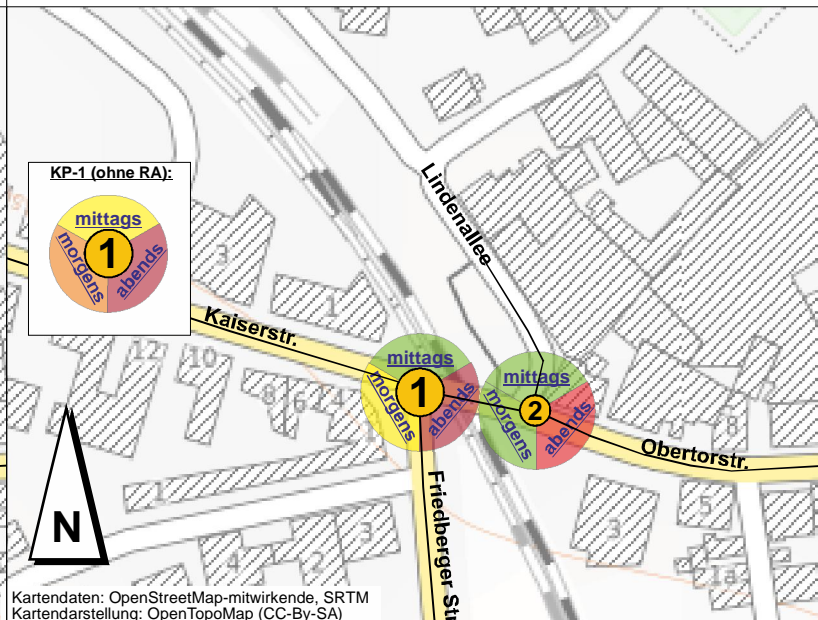 KP-1 (ohne RA):
mittags
morgens
1
abends
Lindenallee
3
1
Kaiserstr.
12
10
8
6
4
mittags
morgens
1
abends
mittags
morgens
2
abends
8
Obertorstr.
Friedberger Str
1
5
3
3
4
2
1a
N
Kartendaten: OpenStreetMap-mitwirkende, SRTM
Kartendarstellung: OpenTopoMap (CC-By-SA)